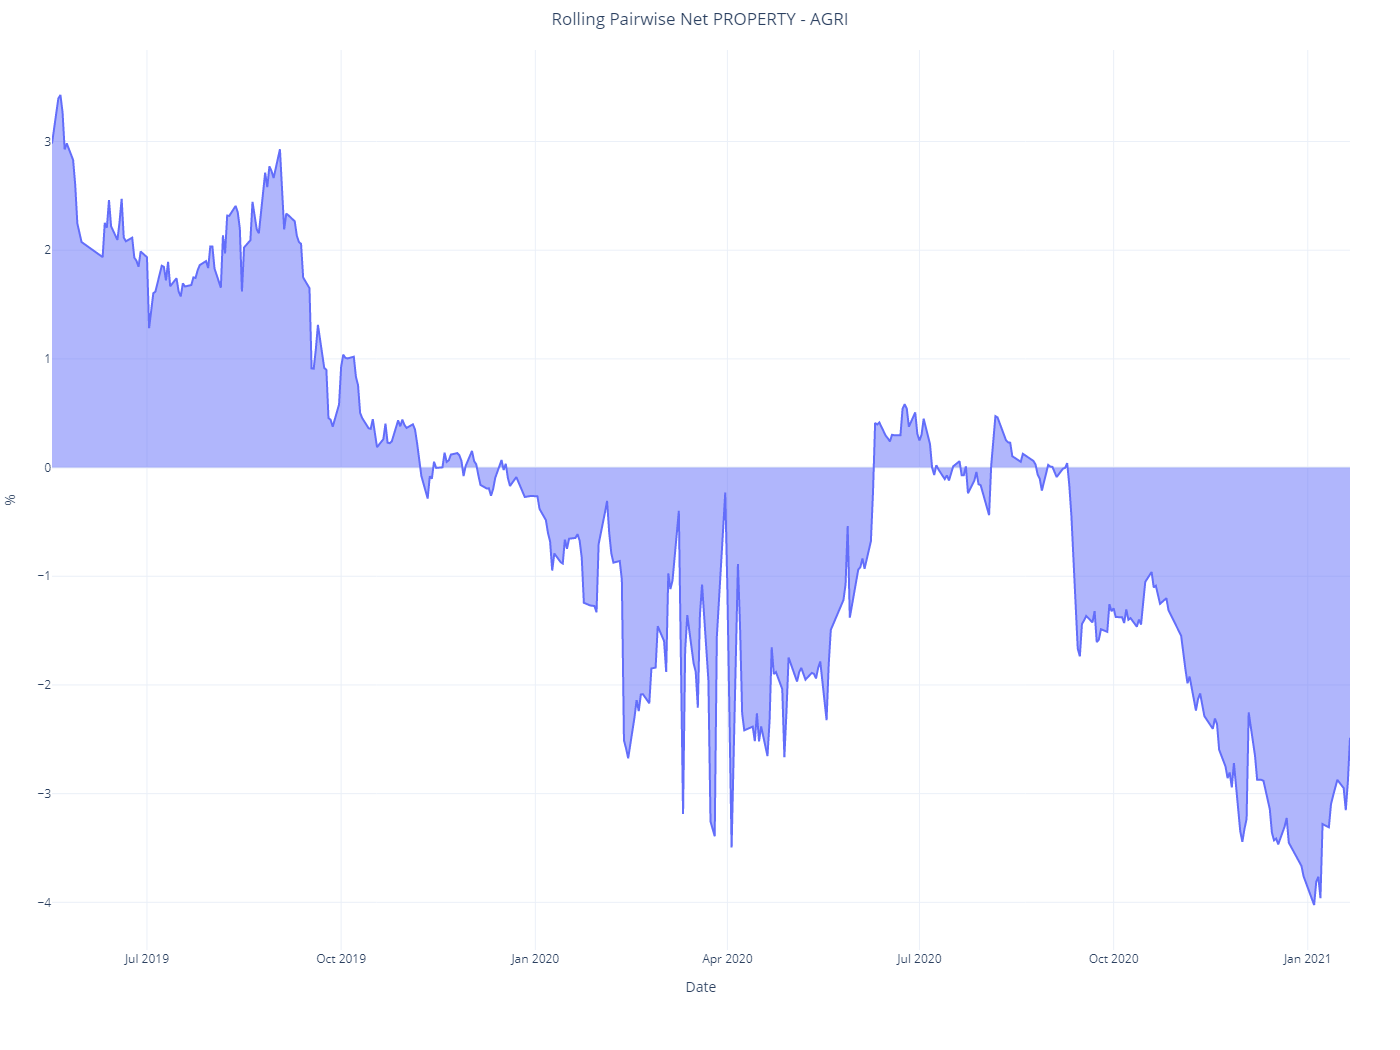 Rolling Pairwise Net PROPERTY - AGRI
%
3
2
1
0
−1
−2
−3
−4
Jul 2019
Oct 2019
Jan 2020
Apr 2020
Jul 2020
Oct 2020
Jan 2021
Date